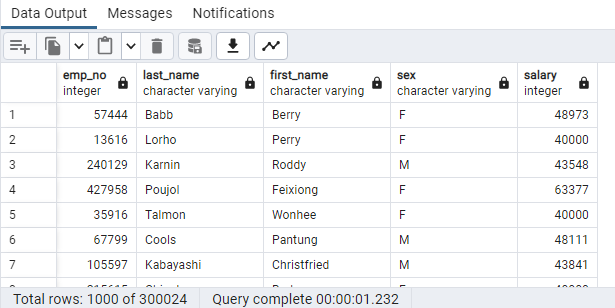 Data Output Messages Notifications
emp_no last_name first_name sex salary
integer character varying character varying character varying integer
1 57444 Babb Berry F 48973
2 13616 Lorho Perry F 40000
3 240129 Karnin Roddy M 43548
4 427958 Poujol Feixiong F 63377
5 35916 Talmon Wonhee F 40000
6 67799 Cools Pantung M 48111
7 105597 Kabayashi Christfried M 43841
Total rows: 1000 of 300024 Query complete 00:00:01.232